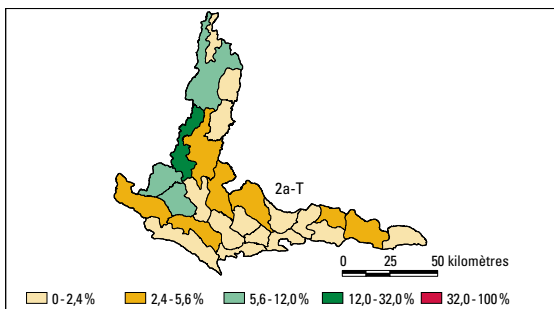 2a-T
0 25 50 kilomètres
0 - 2,4 % 2,4 - 5,6 % 5,6 - 12,0 % 12,0 - 32,0 % 32,0 - 100 %